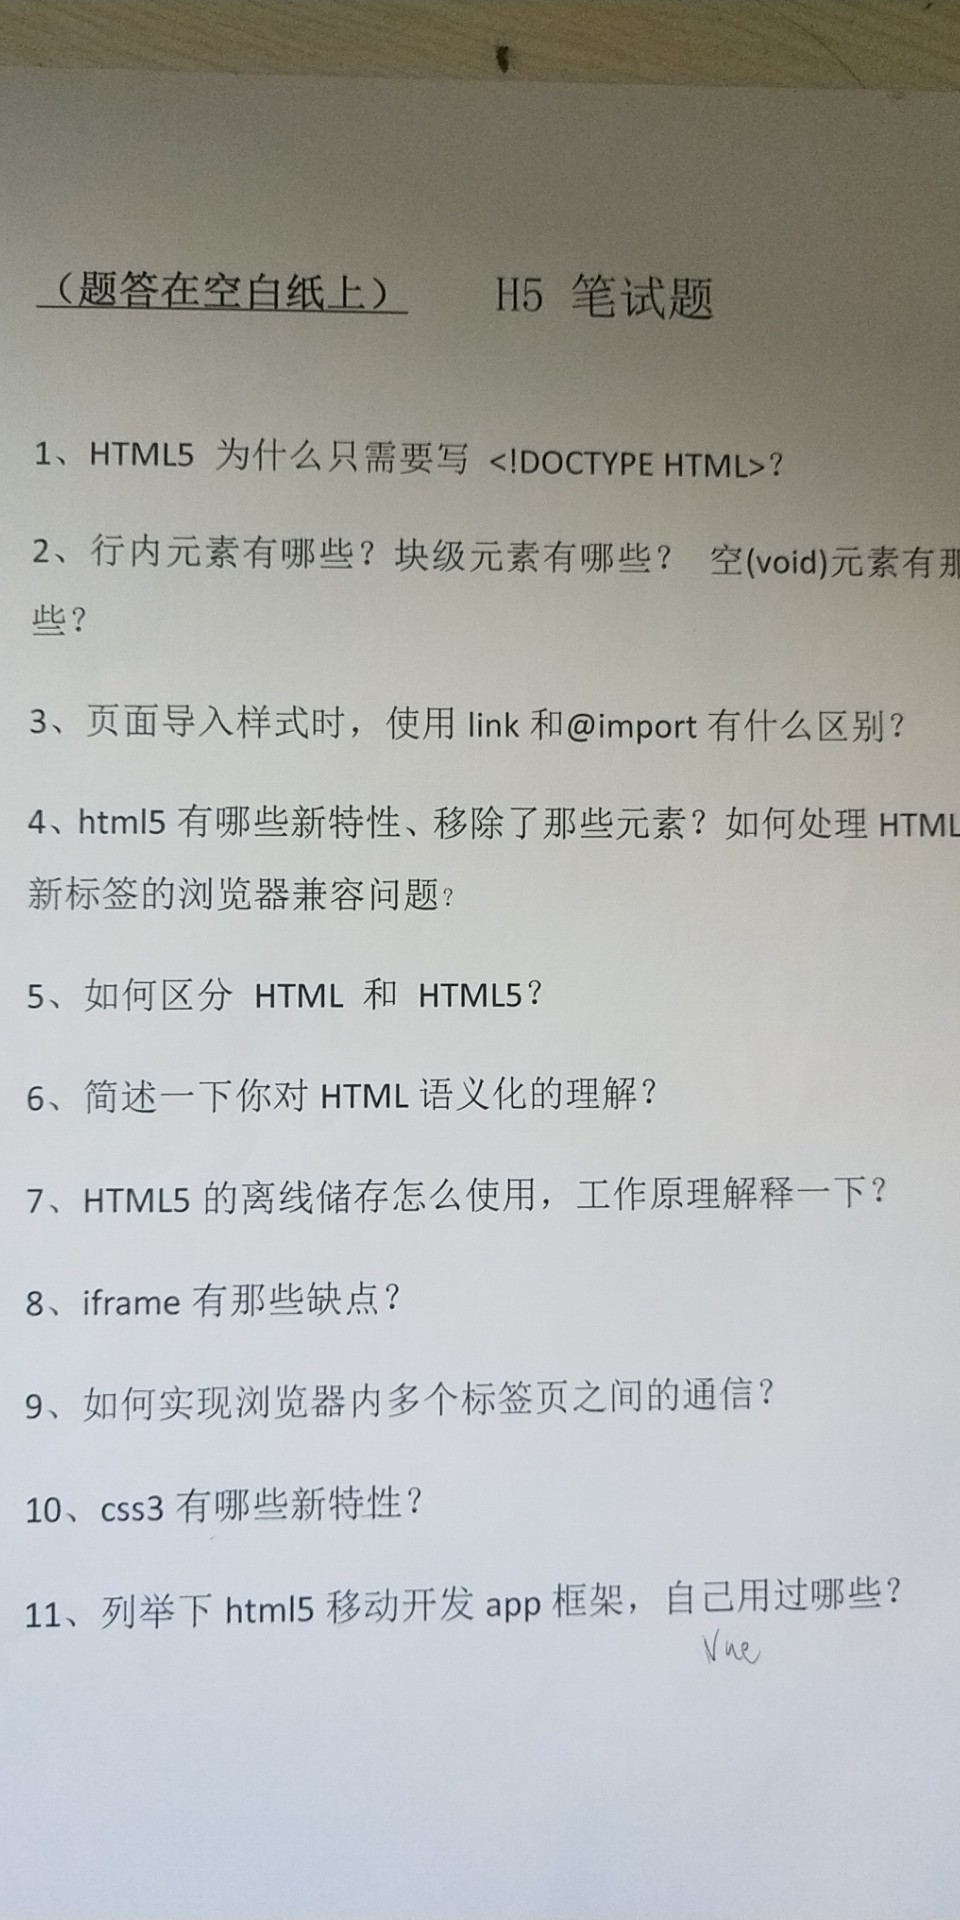 （题答在空白纸上） H5 笔试题
1、HTML5 为什么只需要写 <!DOCTYPE HTML>？
2、行内元素有哪些？块级元素有哪些？ 空(void)元素有那
些？
3、页面导入样式时，使用 link 和@import 有什么区别？
4、html5 有哪些新特性、移除了那些元素？如何处理 HTML
新标签的浏览器兼容问题？
5、如何区分 HTML 和 HTML5？
6、简述一下你对 HTML 语义化的理解？
7、HTML5 的离线储存怎么使用，工作原理解释一下？
8、iframe 有那些缺点？
9、如何实现浏览器内多个标签页之间的通信？
10、css3 有哪些新特性？
11、列举下 html5 移动开发 app 框架，自己用过哪些？
Vue